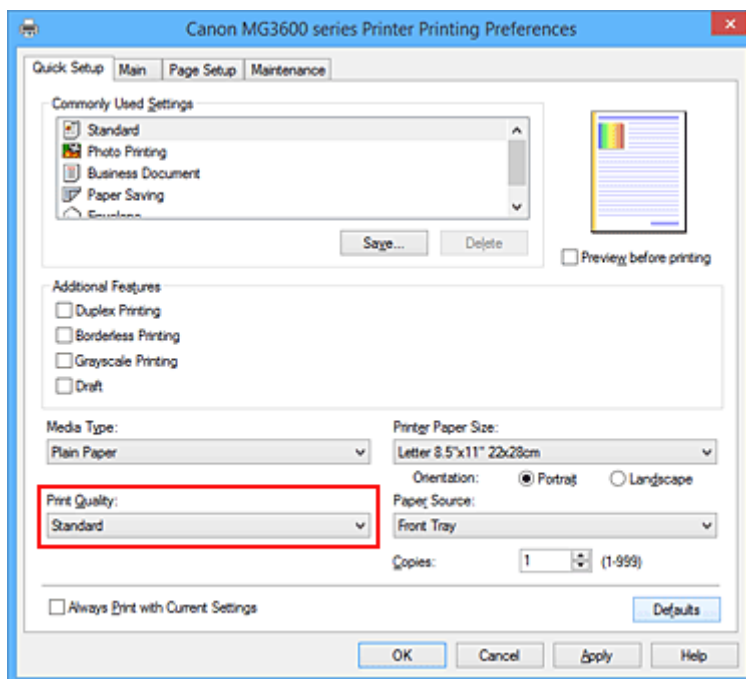 Canon MG3600 series Printer Printing Preferences
Quick Setup Main Page Setup Maintenance
Commonly Used Settings
Standard
Photo Printing
Business Document
Paper Saving
Envelope
Save... Delete
Preview before printing
Additional Features
Duplex Printing
Borderless Printing
Grayscale Printing
Draft
Media Type:
Plain Paper
Printer Paper Size:
Letter 8.5"x11" 22x28cm
Orientation: Portrait Landscape
Print Quality:
Standard
Paper Source:
Front Tray
Copies: 1 (1-999)
Always Print with Current Settings
Defaults
OK Cancel Apply Help